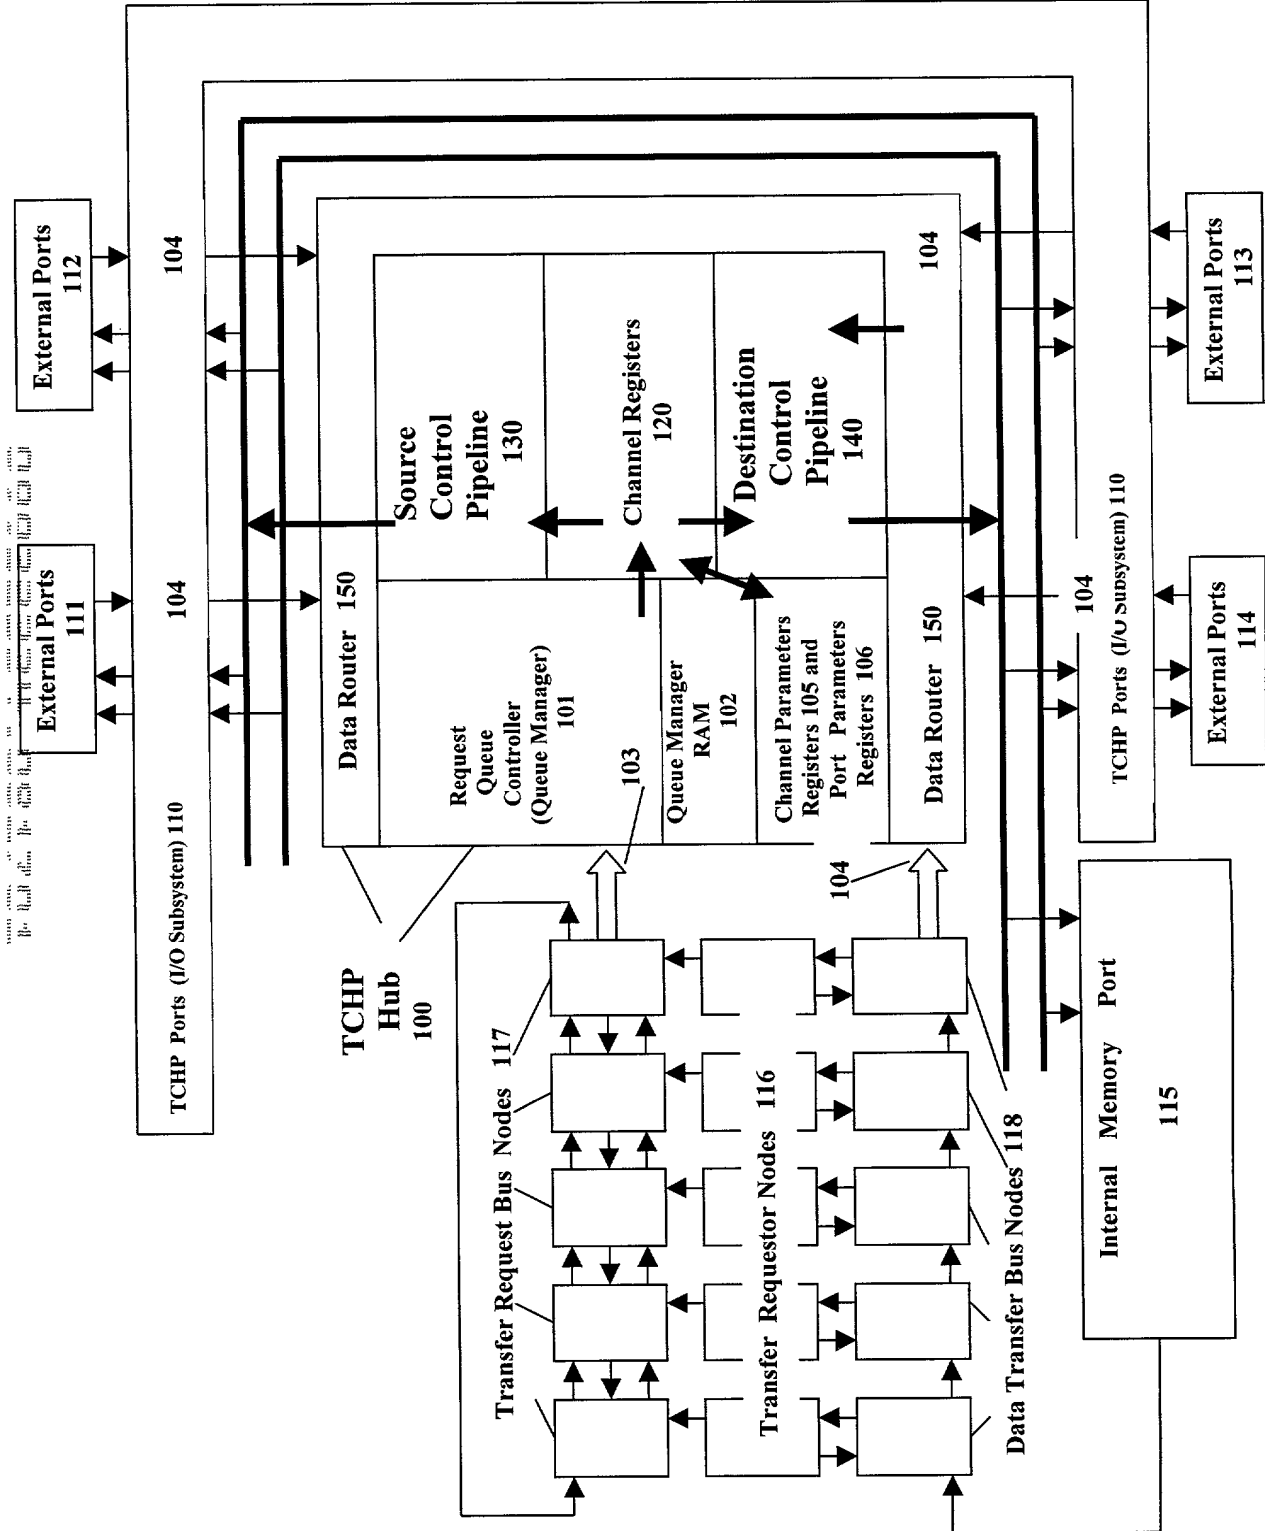 TCHP Ports (I/O Subsystem) 110
External Ports
111
External Ports
112
104
104
Data Router 150
Source
Control
Pipeline
130
Request
Queue
Controller
(Queue Manager)
101
Channel Registers
120
103
Queue Manager
RAM
102
Destination
Control
Pipeline
140
Channel Parameters
Registers 105 and
Port Parameters
Registers 106
104
Data Router 150
104
104
TCHP
Hub
100
Transfer Request Bus Nodes 117
Transfer Requestor Nodes 116
Data Transfer Bus Nodes 118
TCHP Ports (I/O Subsystem) 110
External Ports
113
External Ports
114
Internal Memory Port
115